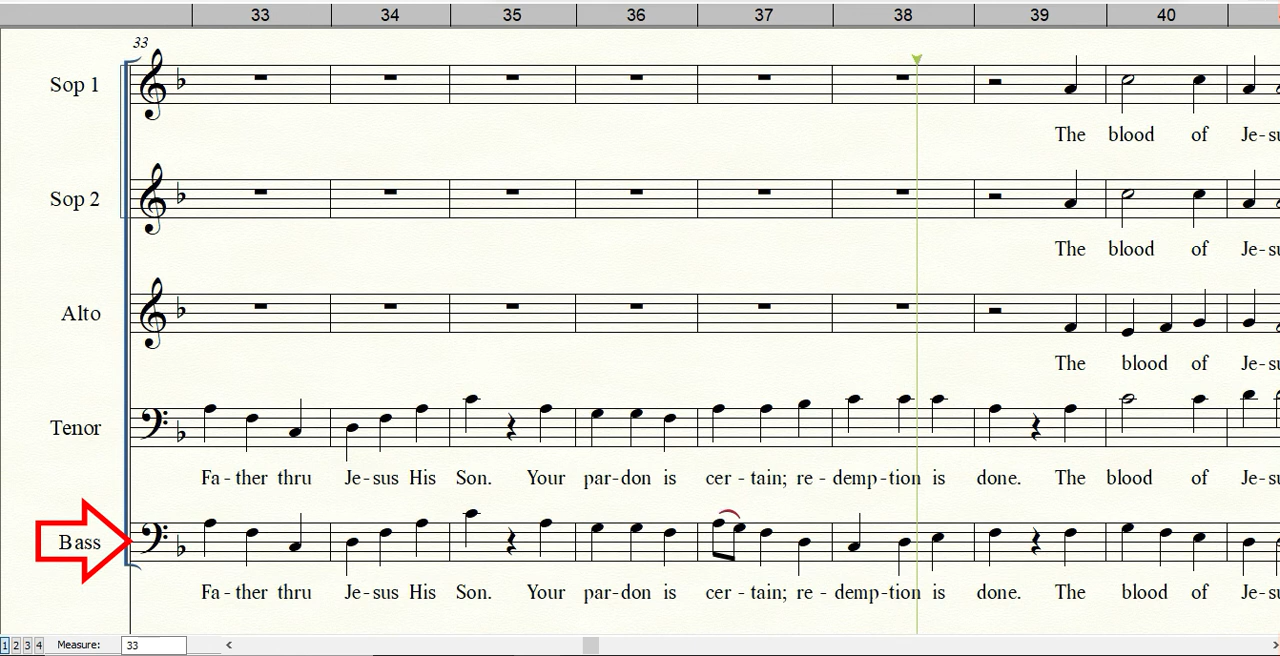 33 34 35 36 37 38 39 40
33
Sop 1
The blood of Je-su
Sop 2
The blood of Je-su
Alto
The blood of Je-su
Tenor
Fa - ther thru Je-sus His Son. Your par-don is cer - tain; re - demp-tion is done. The blood of Je-su
Bass
Fa - ther thru Je-sus His Son. Your par-don is cer - tain; re - demp-tion is done. The blood of Je-su
1 2 3 4 Measure: 33